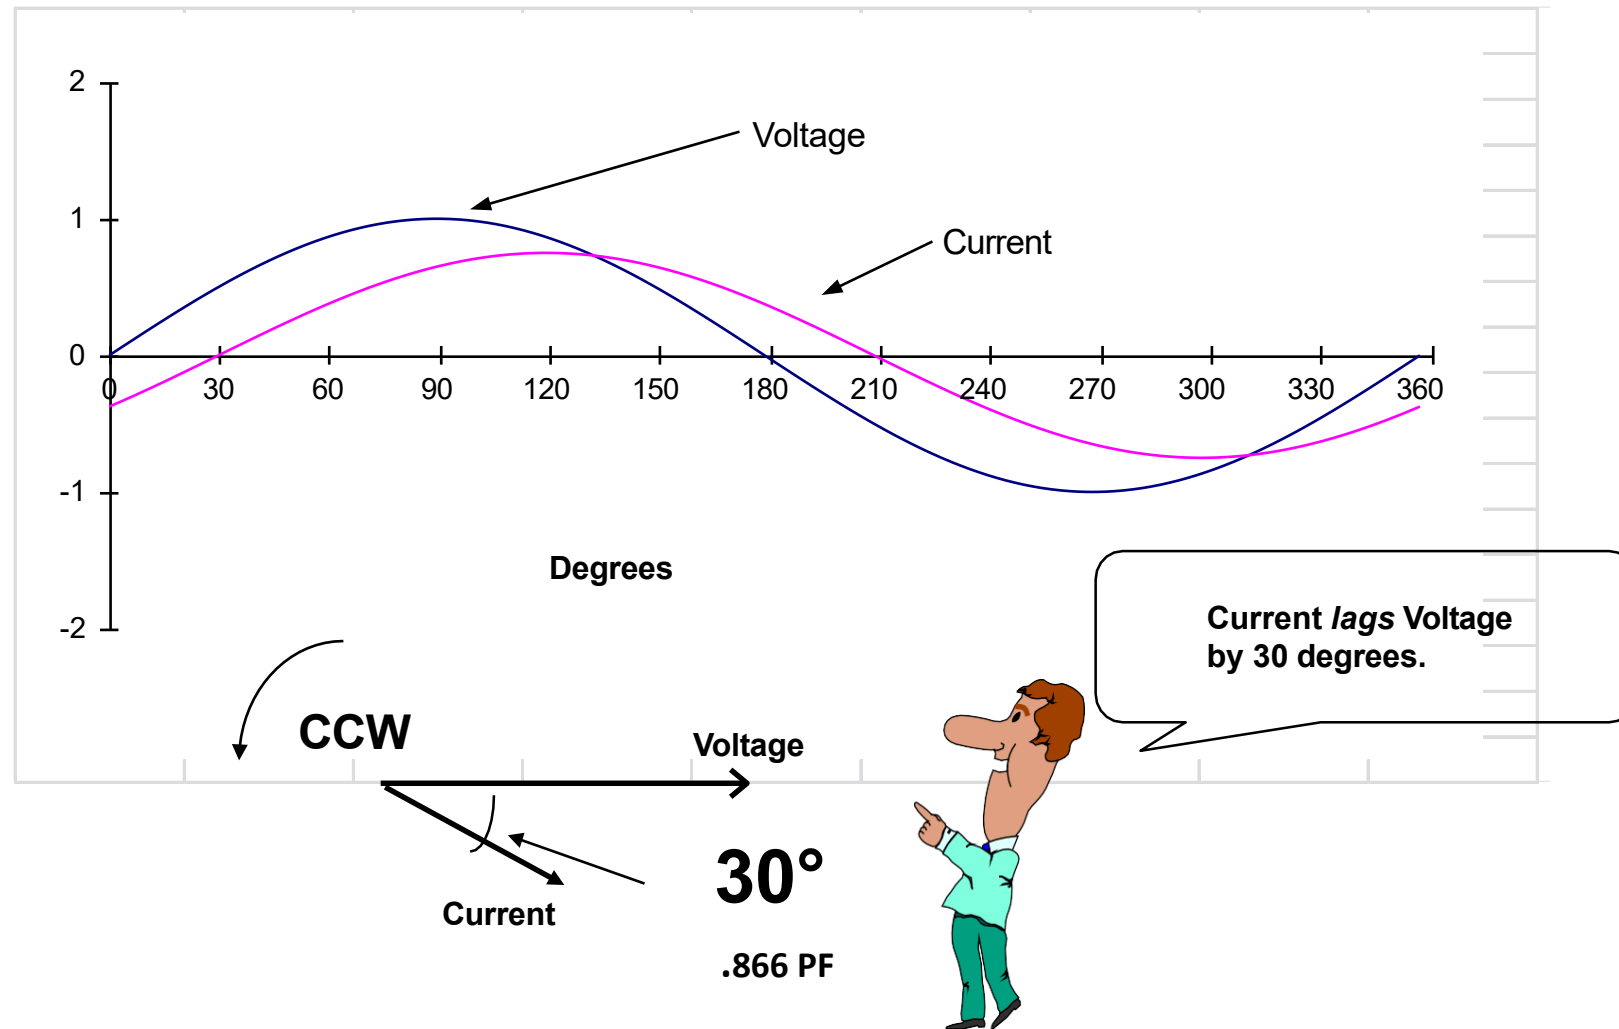 2
Voltage
1
Current
0
0 30 60 90 120 150 180 210 240 270 300 330 360
-1
Degrees
-2
Current lags Voltage
by 30 degrees.
CCW
Voltage
30°
Current
.866 PF